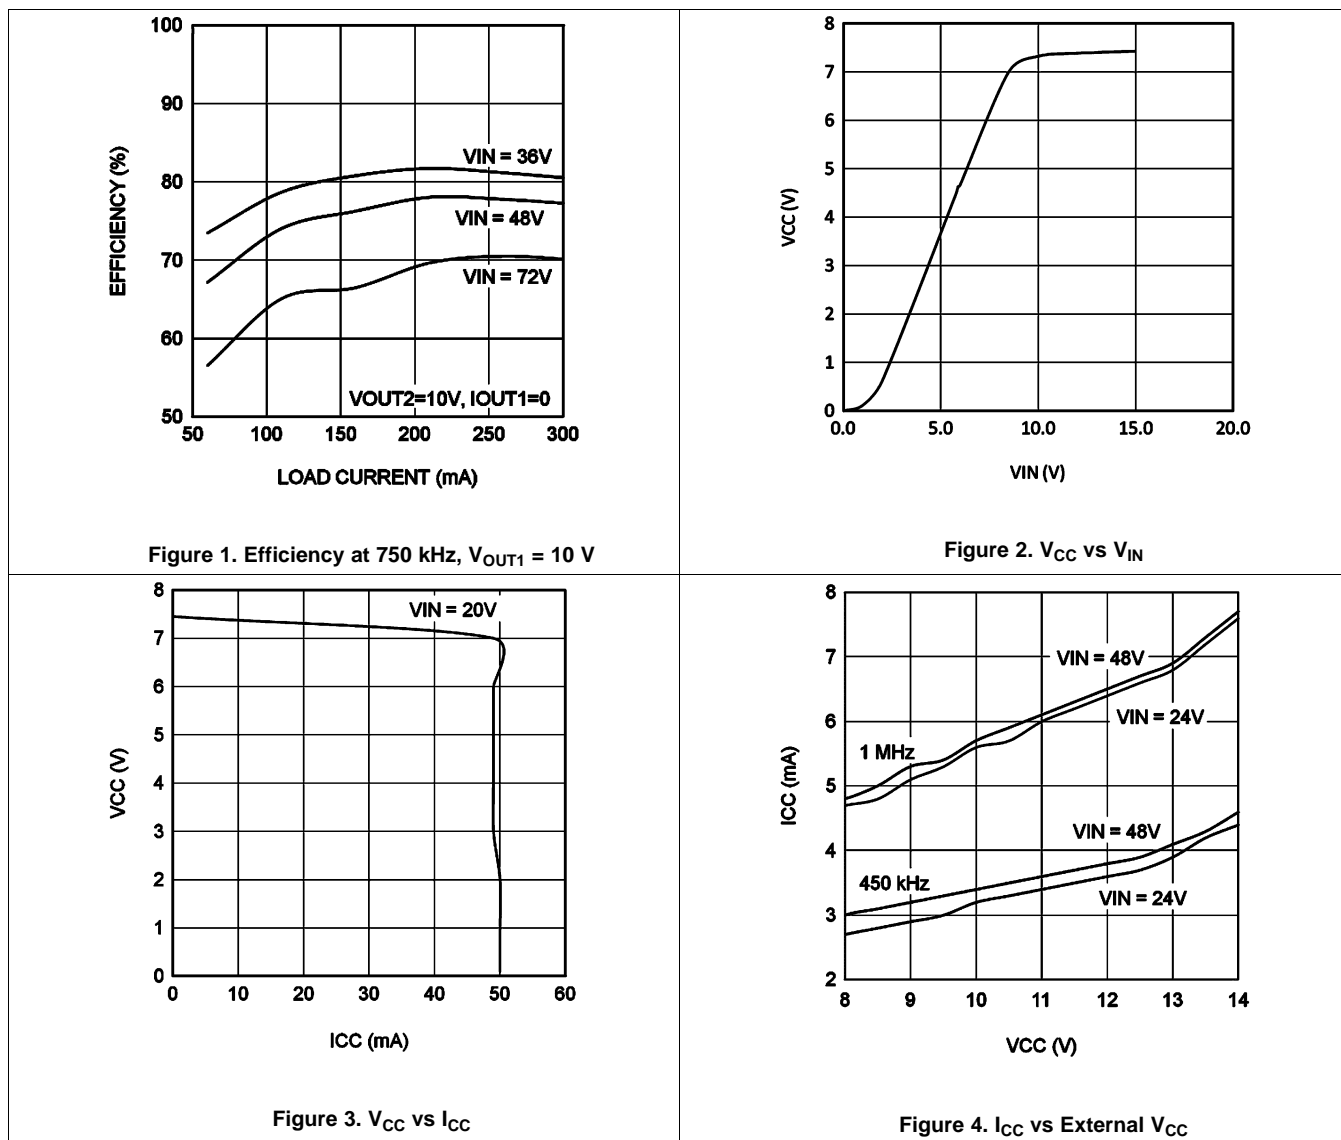 100
90
80
70
60
50
EFFICIENCY (%)
VIN = 36V
VIN = 48V
VIN = 72V
VOUT2=10V, IOUT1=0
50 100 150 200 250 300
LOAD CURRENT (mA)
Figure 1. Efficiency at 750 kHz, VOUT1 = 10 V
8
7
6
5
4
3
2
1
0
VCC (V)
0.0 5.0 10.0 15.0 20.0
VIN (V)
Figure 2. VCC vs VIN
8
7
6
5
4
3
2
1
0
VCC (V)
VIN = 20V
0 10 20 30 40 50 60
ICC (mA)
Figure 3. VCC vs ICC
8
7
6
5
4
3
2
ICC (mA)
VIN = 48V
VIN = 24V
1 MHz
VIN = 48V
450 kHz
VIN = 24V
8 9 10 11 12 13 14
VCC (V)
Figure 4. ICC vs External VCC